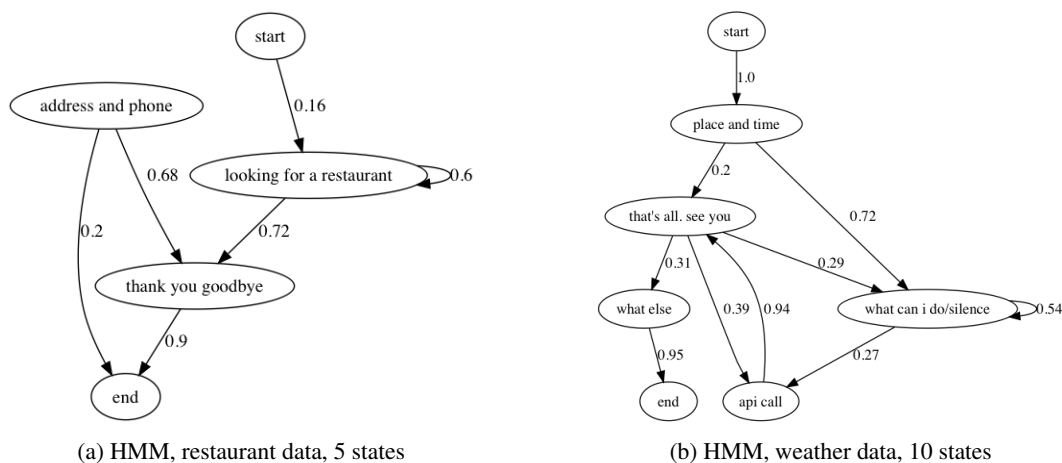 start
0.16
address and phone
looking for a restaurant
0.6
0.68
0.72
0.2
thank you goodbye
0.9
end
(a) HMM, restaurant data, 5 states
start
1.0
place and time
0.2
0.72
that's all. see you
0.29
0.31
0.39
0.94
what else
what can i do/silence
0.54
0.95
0.27
end
api call
(b) HMM, weather data, 10 states